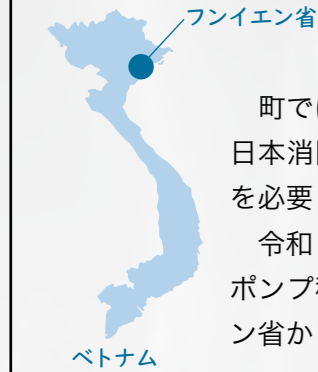 フンイエン省
町では
日本消
を必要
令和
ポンプ
ン省か
ベトナム